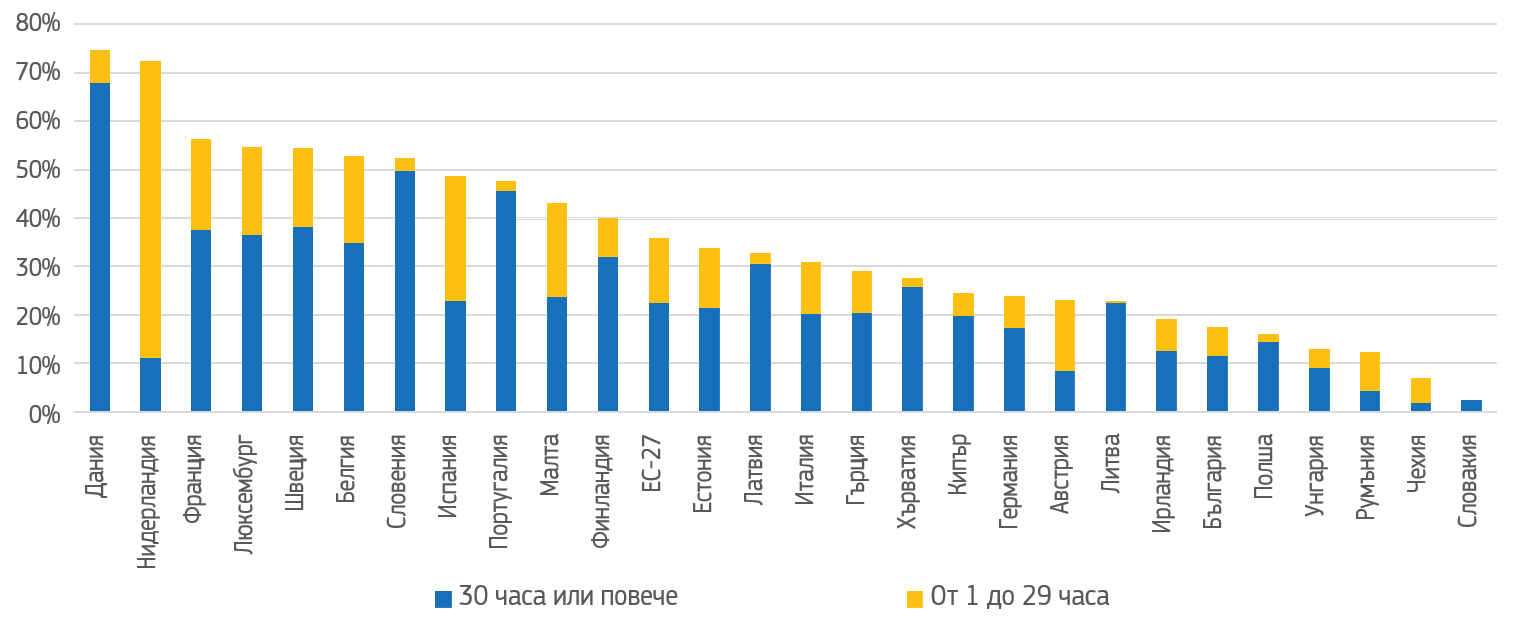 80%
70%
60%
50%
40%
30%
20%
10%
0%
Дания
Нидерландия
Франция
Люксембург
Швеция
Белгия
Словения
Испания
Португалия
Малта
Финландия
ЕС-27
Естония
Латвия
Италия
Гърция
Хърватия
Кипър
Германия
Австрия
Литва
Ирландия
България
Полша
Унгария
Румъния
Чехия
Словакия
30 часа или повече
От 1 до 29 часа